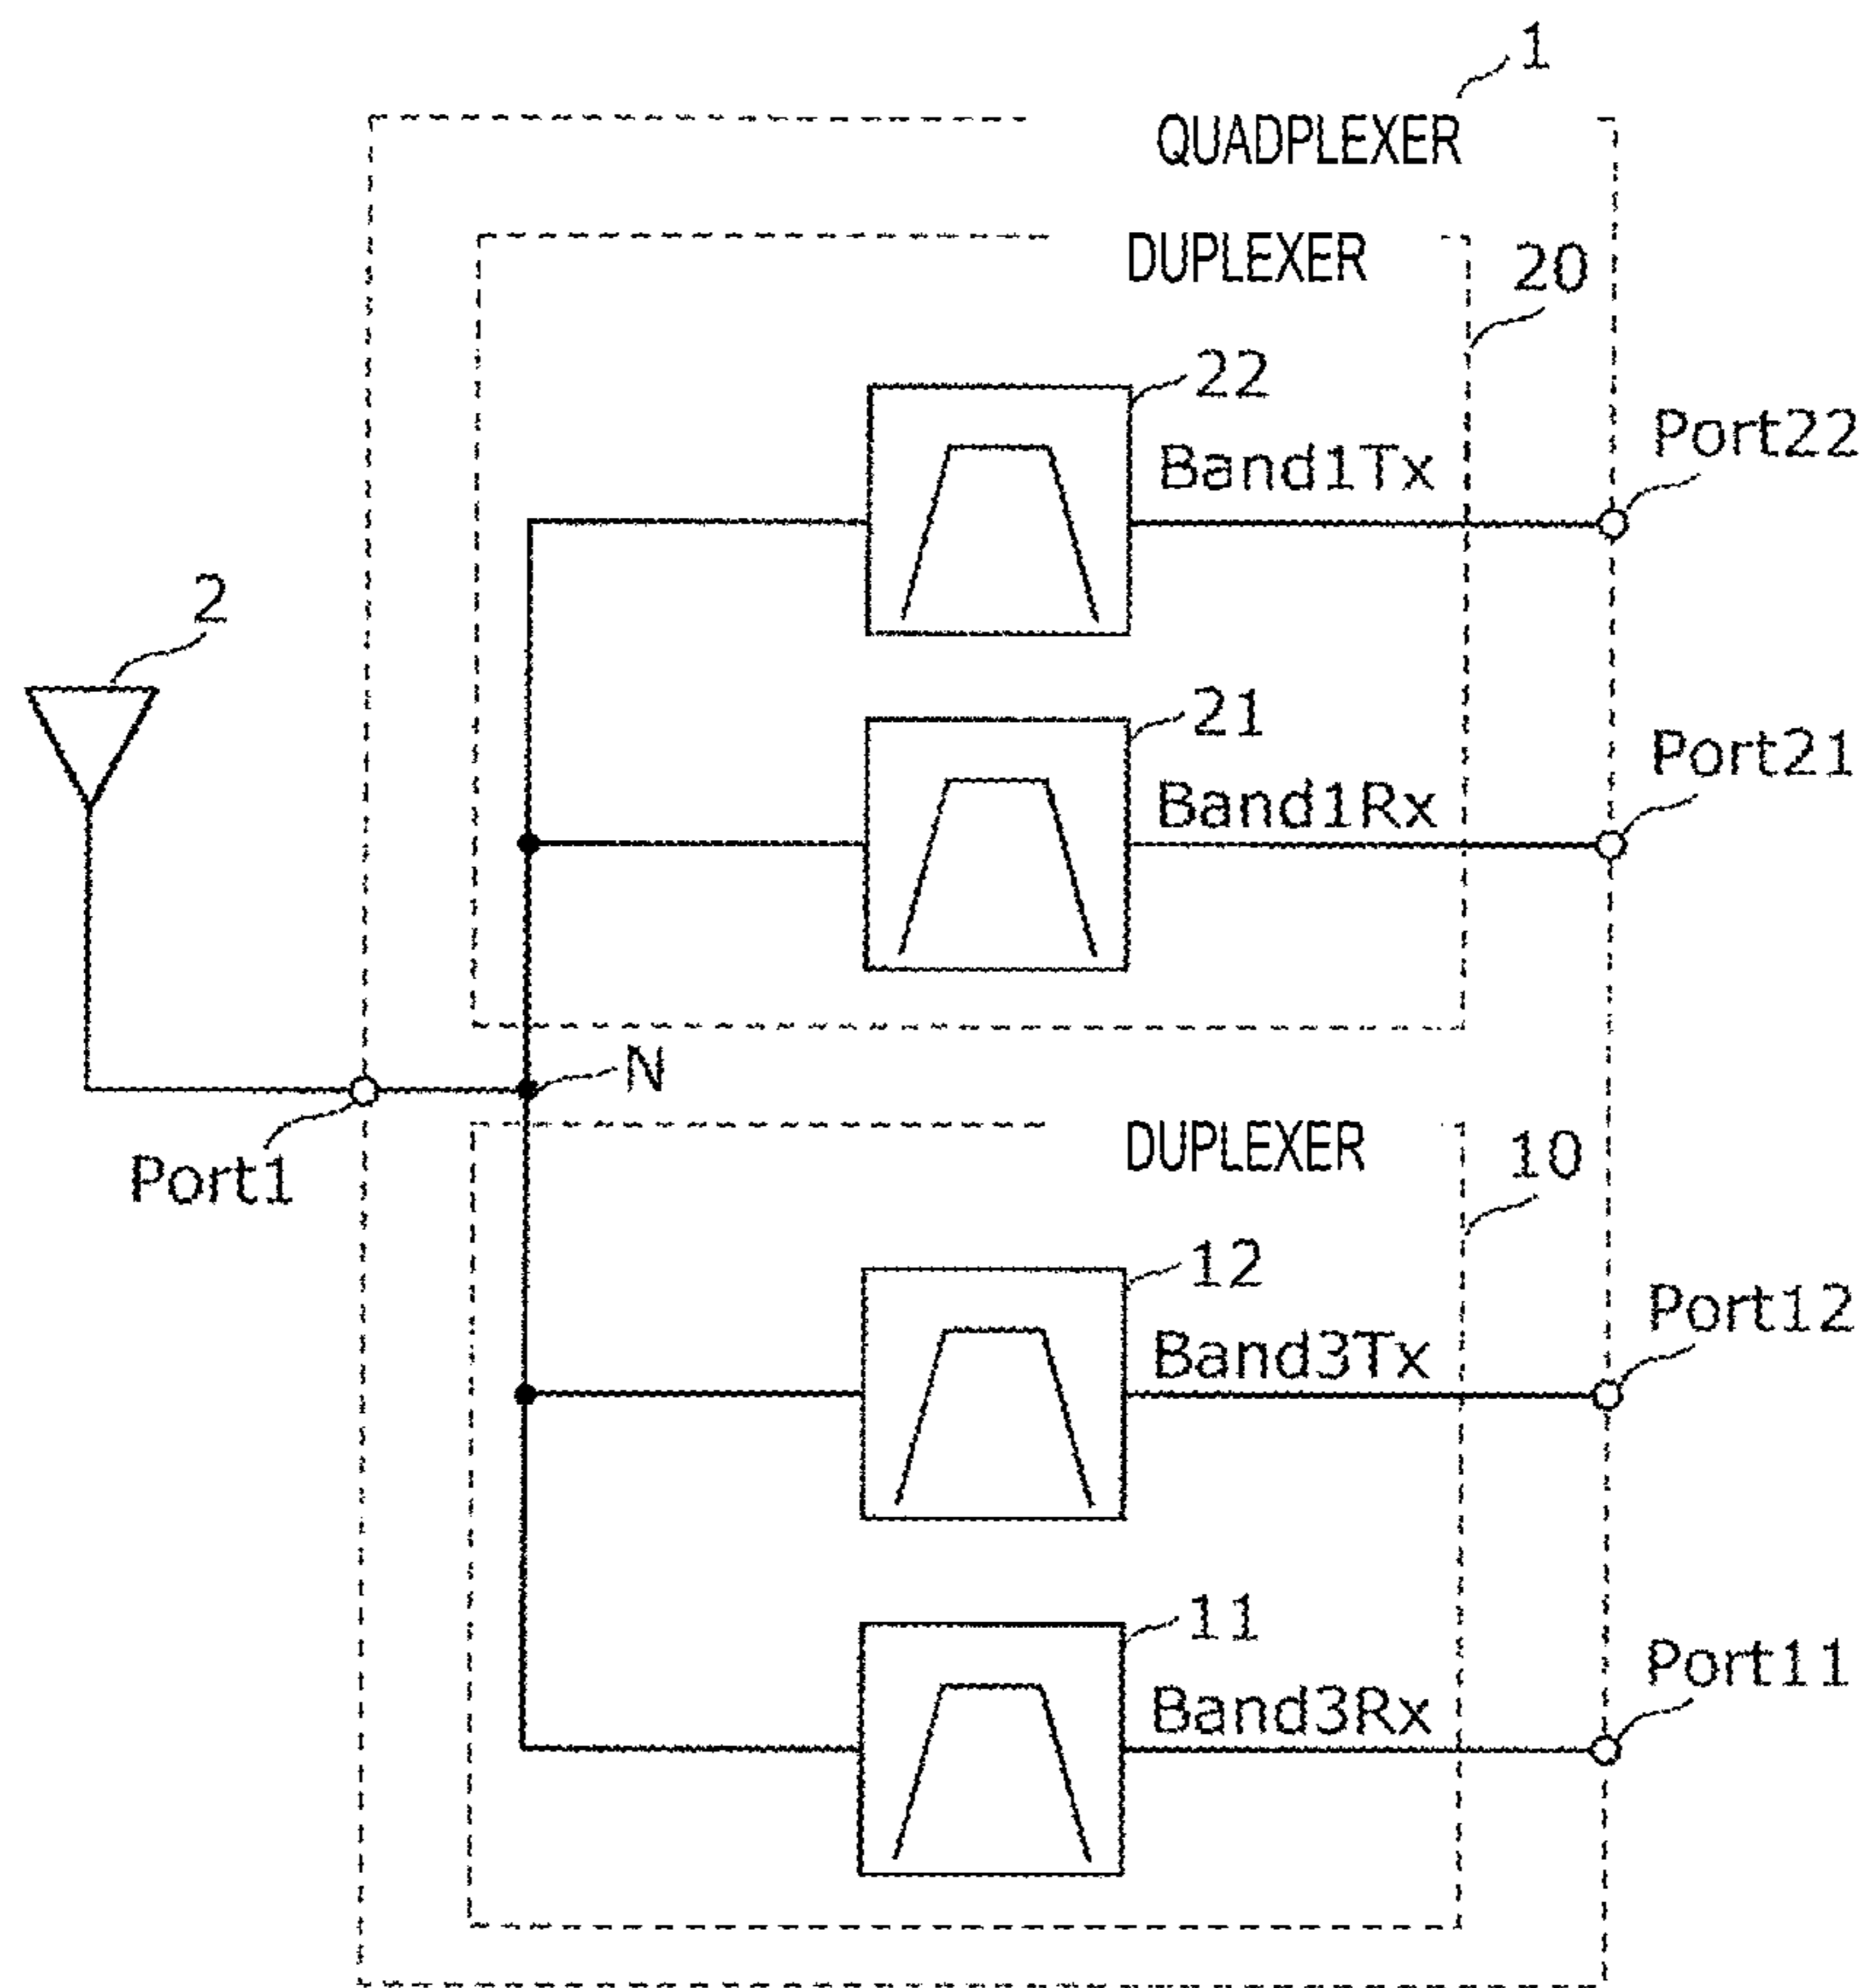 1
QUADPLEXER
DUPLEXER
20
22
Band1Tx
Port22
2
21
Band1Rx
Port21
N
Port1
DUPLEXER
10
12
Band3Tx
Port12
11
Band3Rx
Port11